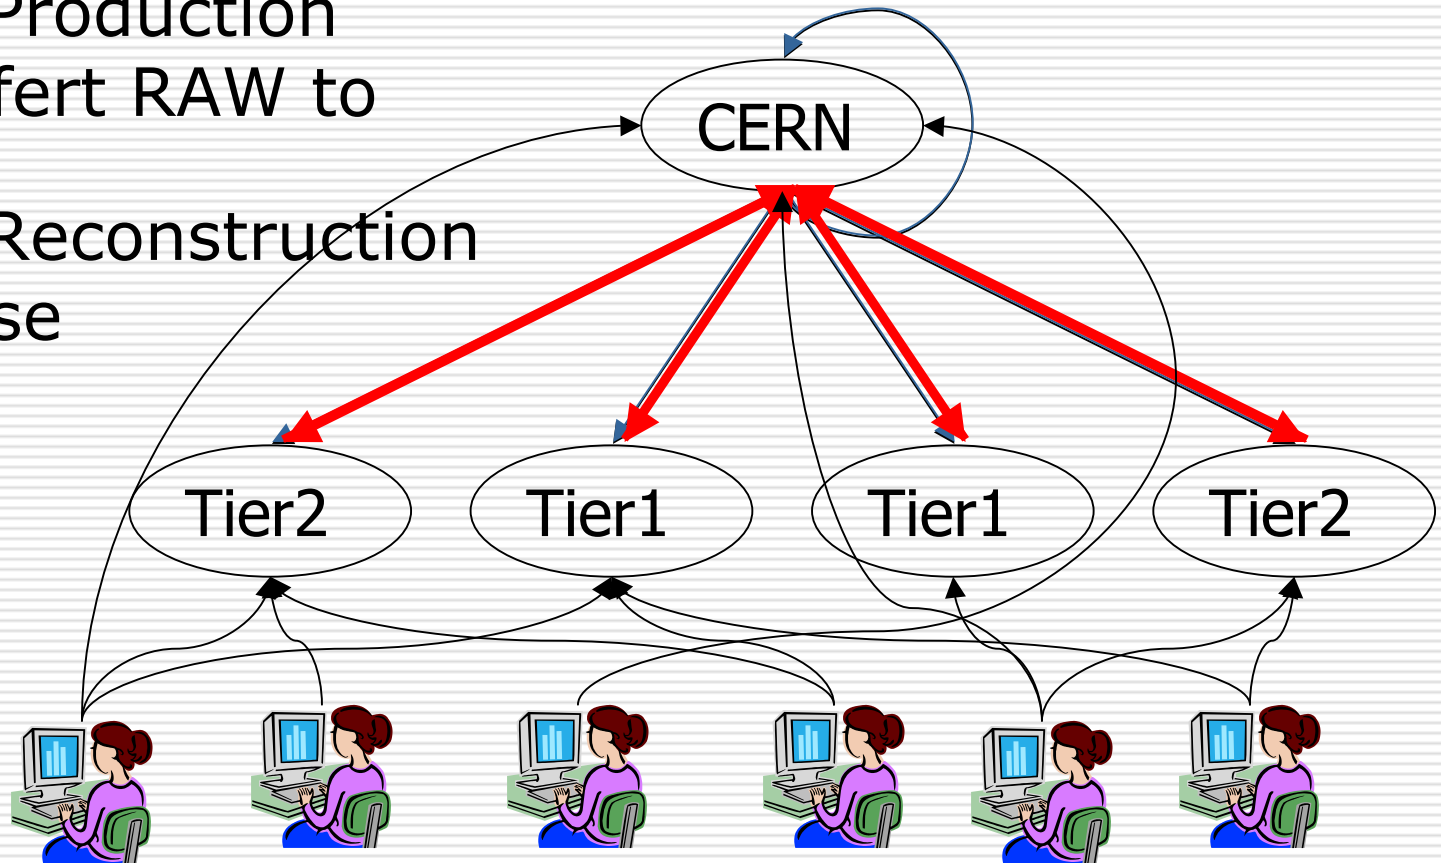 Production
fert RAW to
Reconstruction
se
CERN
Tier2 Tier1 Tier1 Tier2